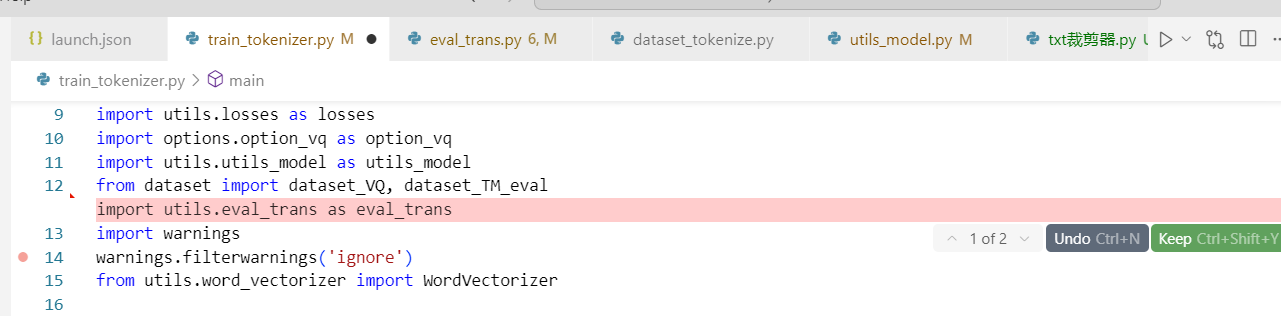 launch.json train_tokenizer.py M eval_trans.py 6, M dataset_tokenize.py utils_model.py M txt裁剪器.py
train_tokenizer.py > main
9 import utils.losses as losses
10 import options.option_vq as option_vq
11 import utils.utils_model as utils_model
12 from dataset import dataset_VQ, dataset_TM_eval
import utils.eval_trans as eval_trans
13 import warnings
1 of 2 Undo Ctrl+N Keep Ctrl+Shift+Y
14 warnings.filterwarnings('ignore')
15 from utils.word_vectorizer import WordVectorizer
16